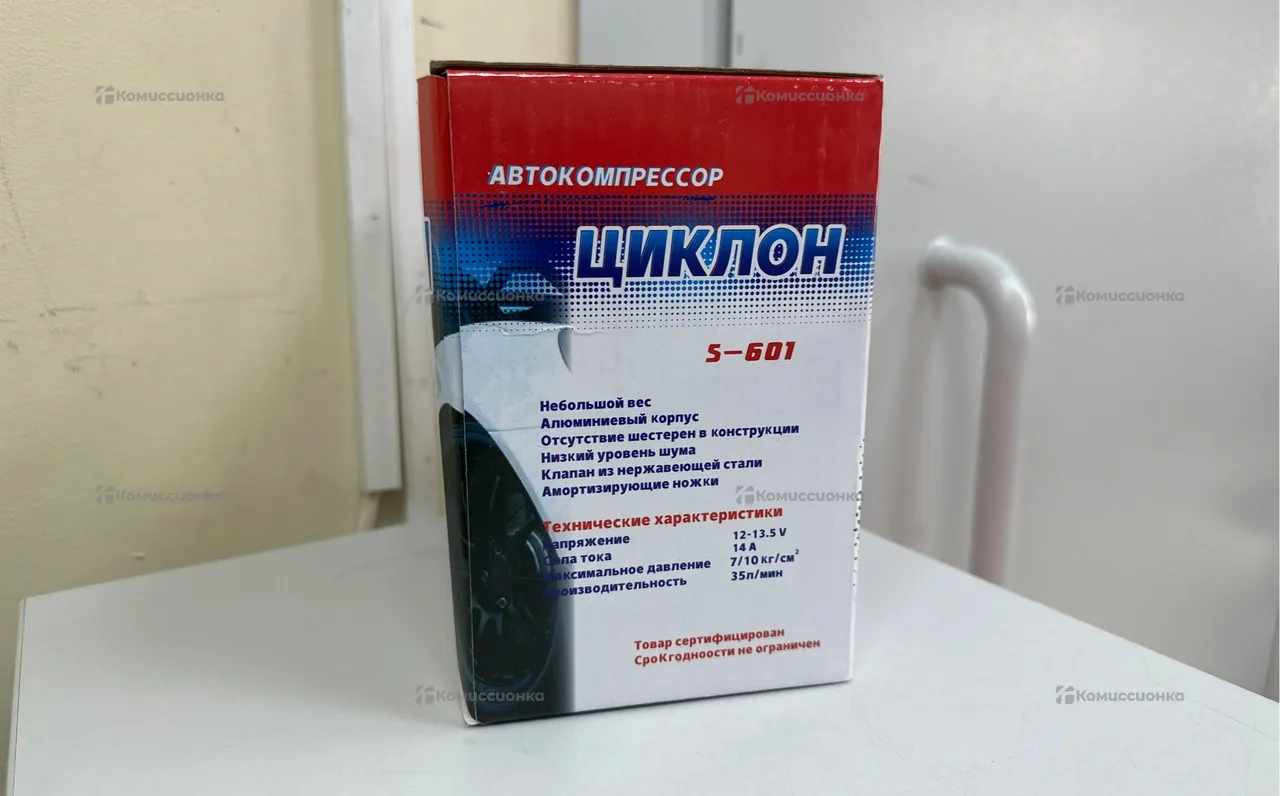 АВТОКОМПРЕССОР
ЦИКЛОН
S-601
Небольшой вес
Алюминиевый корпус
Отсутствие шестерен в конструкции
Низкий уровень шума
Клапан из нержавеющей стали
Амортизирующие ножки
Технические характеристики
Напряжение 12-13.5 V
Сила тока 14 A
Максимальное давление 7/10 кг/см²
Производительность 35л/мин
Товар сертифицирован
СроКгодноости не ограничен
Комиссионка
Комиссионка
Комиссионка
Комиссионка
Комиссионка
Комиссионка
Комиссионка
Комиссионка